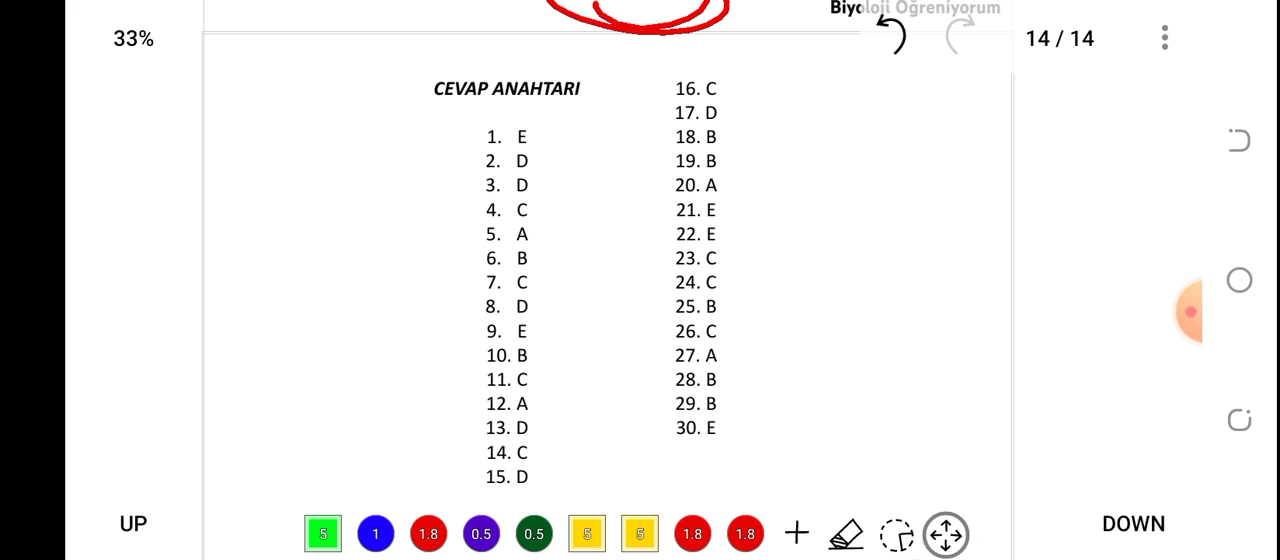 Biyoloji Öğreniyorum
33%
14 / 14
CEVAP ANAHTARI
1. E
2. D
3. D
4. C
5. A
6. B
7. C
8. D
9. E
10. B
11. C
12. A
13. D
14. C
15. D
16. C
17. D
18. B
19. B
20. A
21. E
22. E
23. C
24. C
25. B
26. C
27. A
28. B
29. B
30. E
UP
5 1 1.8 0.5 0.5 5 5 1.8 1.8
DOWN